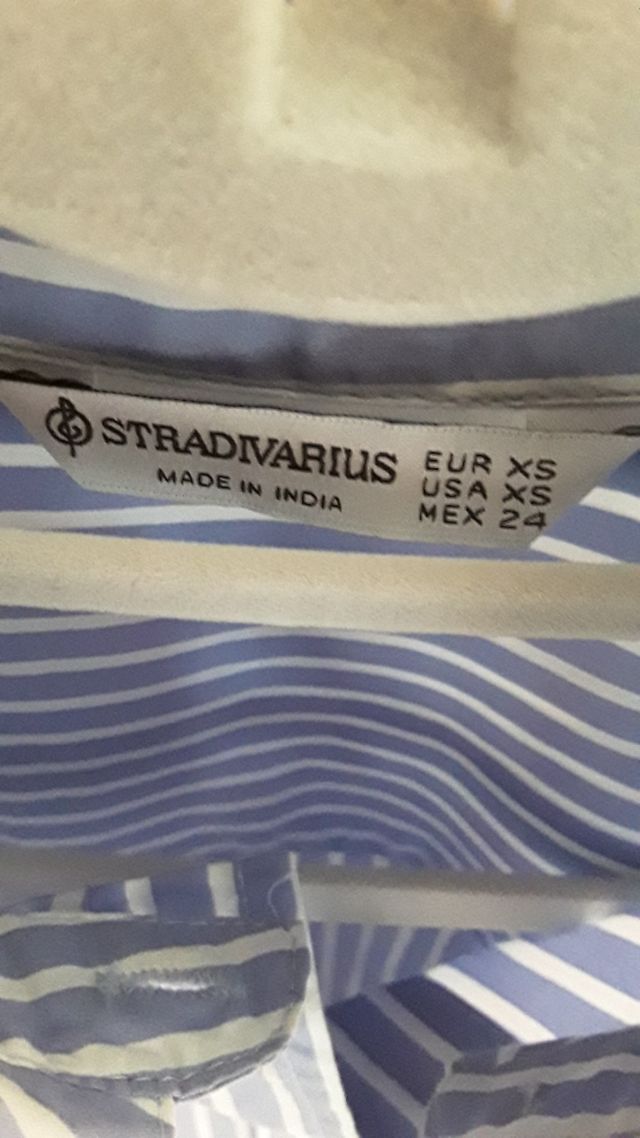 STRADIVARIUS
MADE IN INDIA
EUR XS
USA XS
MEX 24